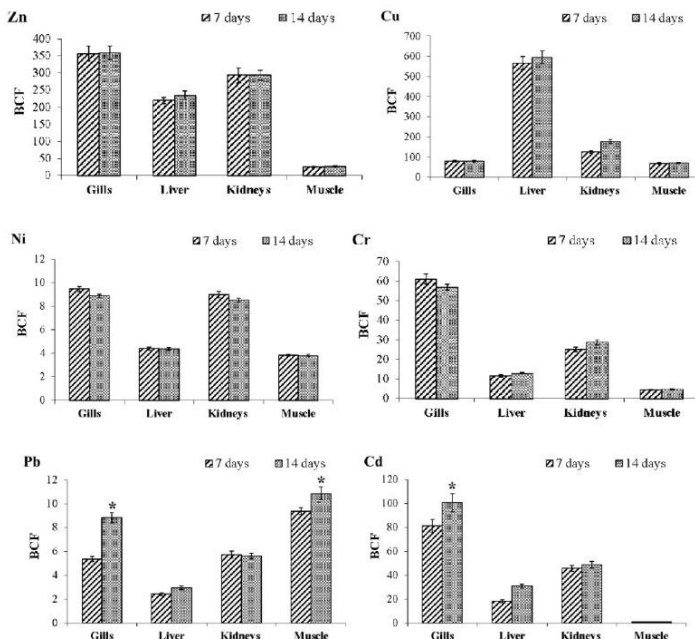 Zn
7 days 14 days
BCF
400
350
300
250
200
150
100
50
0
Gills Liver Kidneys Muscle
Cu
7 days 14 days
BCF
700
600
500
400
300
200
100
0
Gills Liver Kidneys Muscle
Ni
7 days 14 days
BCF
12
10
8
6
4
2
0
Gills Liver Kidneys Muscle
Cr
7 days 14 days
BCF
70
60
50
40
30
20
10
0
Gills Liver Kidneys Muscle
Pb
7 days 14 days
BCF
12
10
8
6
4
2
0
*
*
Gills Liver Kidneys Muscle
Cd
7 days 14 days
BCF
120
100
80
60
40
20
0
*
Gills Liver Kidneys Muscle